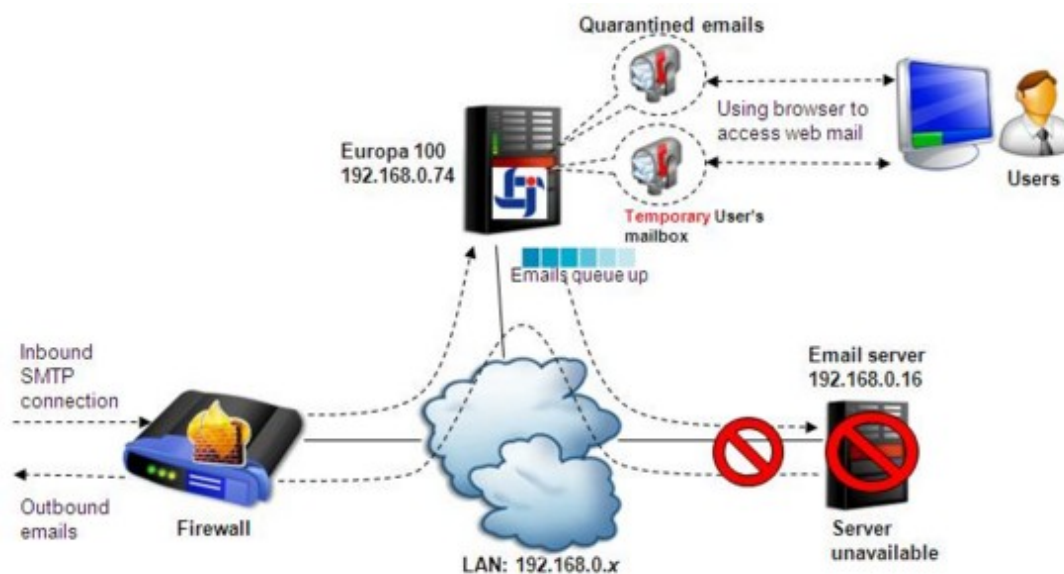 Quarantined emails
Using browser to
access web mail
Users
Europa 100
192.168.0.74
Temporary User's
mailbox
Emails queue up
Inbound
SMTP
connection
Email server
192.168.0.16
Outbound
emails
Firewall
Server
unavailable
LAN: 192.168.0.x